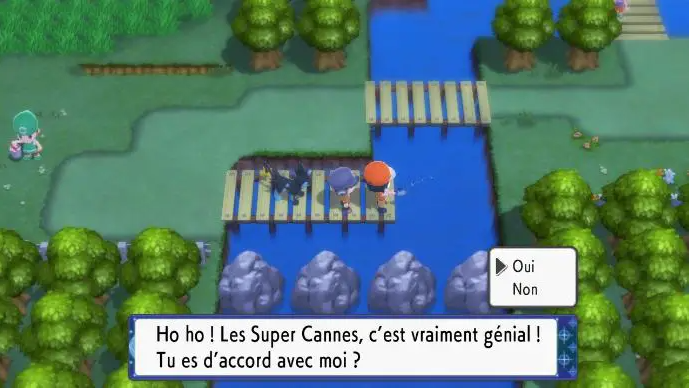 Oui
Non
Ho ho ! Les Super Cannes, c'est vraiment génial !
Tu es d'accord avec moi ?